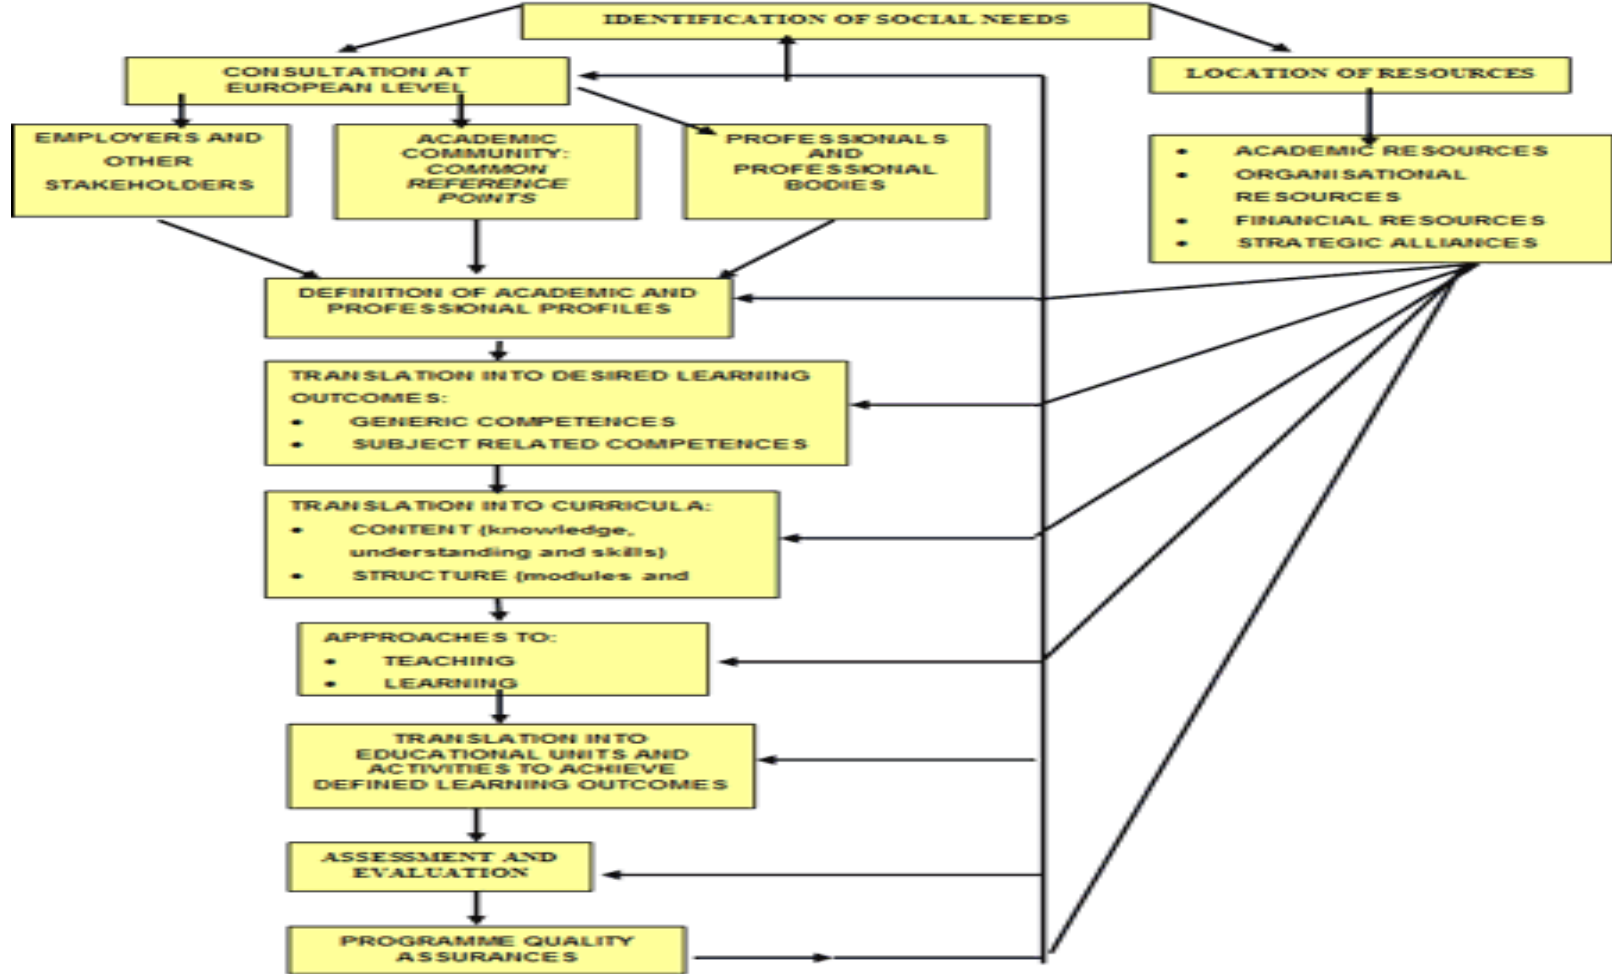 IDENTIFICATION OF SOCIAL NEEDS
CONSULTATION AT
EUROPEAN LEVEL
LOCATION OF RESOURCES
EMPLOYERS AND
OTHER
STAKEHOLDERS
ACADEMIC
COMMUNITY:
COMMON
REFERENCE
POINTS
PROFESSIONALS
AND
PROFESSIONAL
BODIES
• ACADEMIC RESOURCES
• ORGANISATIONAL
RESOURCES
• FINANCIAL RESOURCES
• STRATEGIC ALLIANCES
DEFINITION OF ACADEMIC AND
PROFESSIONAL PROFILES
TRANSLATION INTO DESIRED LEARNING
OUTCOMES:
• GENERIC COMPETENCES
• SUBJECT RELATED COMPETENCES
TRANSLATION INTO CURRICULA:
• CONTENT (knowledge,
understanding and skills)
• STRUCTURE (modules and
APPROACHES TO:
• TEACHING
• LEARNING
TRANSLATION INTO
EDUCATIONAL UNITS AND
ACTIVITIES TO ACHIEVE
DEFINED LEARNING OUTCOMES
ASSESSMENT AND
EVALUATION
PROGRAMME QUALITY
ASSURANCES